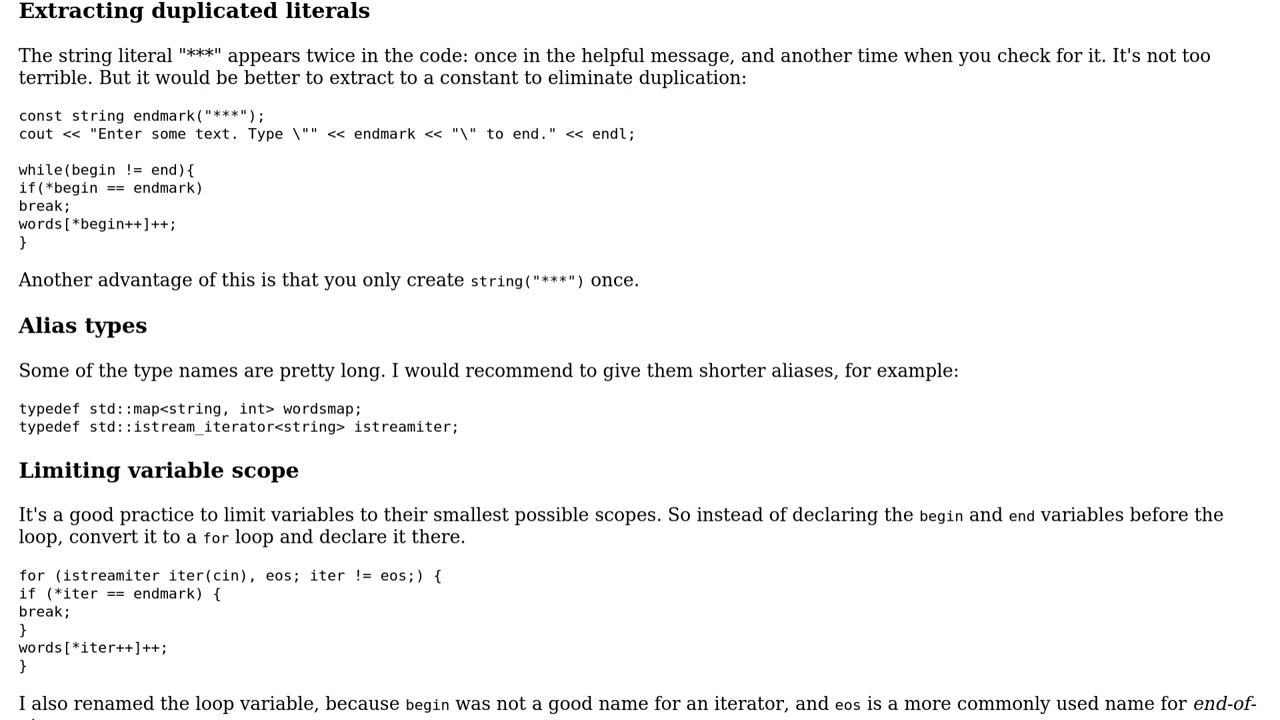 Extracting duplicated literals
The string literal "***" appears twice in the code: once in the helpful message, and another time when you check for it. It's not too
terrible. But it would be better to extract to a constant to eliminate duplication:
const string endmark("***");
cout << "Enter some text. Type \"" << endmark << "\" to end." << endl;
while(begin != end){
if(*begin == endmark)
break;
words[*begin++]++;
}
Another advantage of this is that you only create string("***") once.
Alias types
Some of the type names are pretty long. I would recommend to give them shorter aliases, for example:
typedef std::map<string, int> wordsmap;
typedef std::istream_iterator<string> istreamiter;
Limiting variable scope
It's a good practice to limit variables to their smallest possible scopes. So instead of declaring the begin and end variables before the
loop, convert it to a for loop and declare it there.
for (istreamiter iter(cin), eos; iter != eos;) {
if (*iter == endmark) {
break;
}
words[*iter++]++;
}
I also renamed the loop variable, because begin was not a good name for an iterator, and eos is a more commonly used name for end-of-